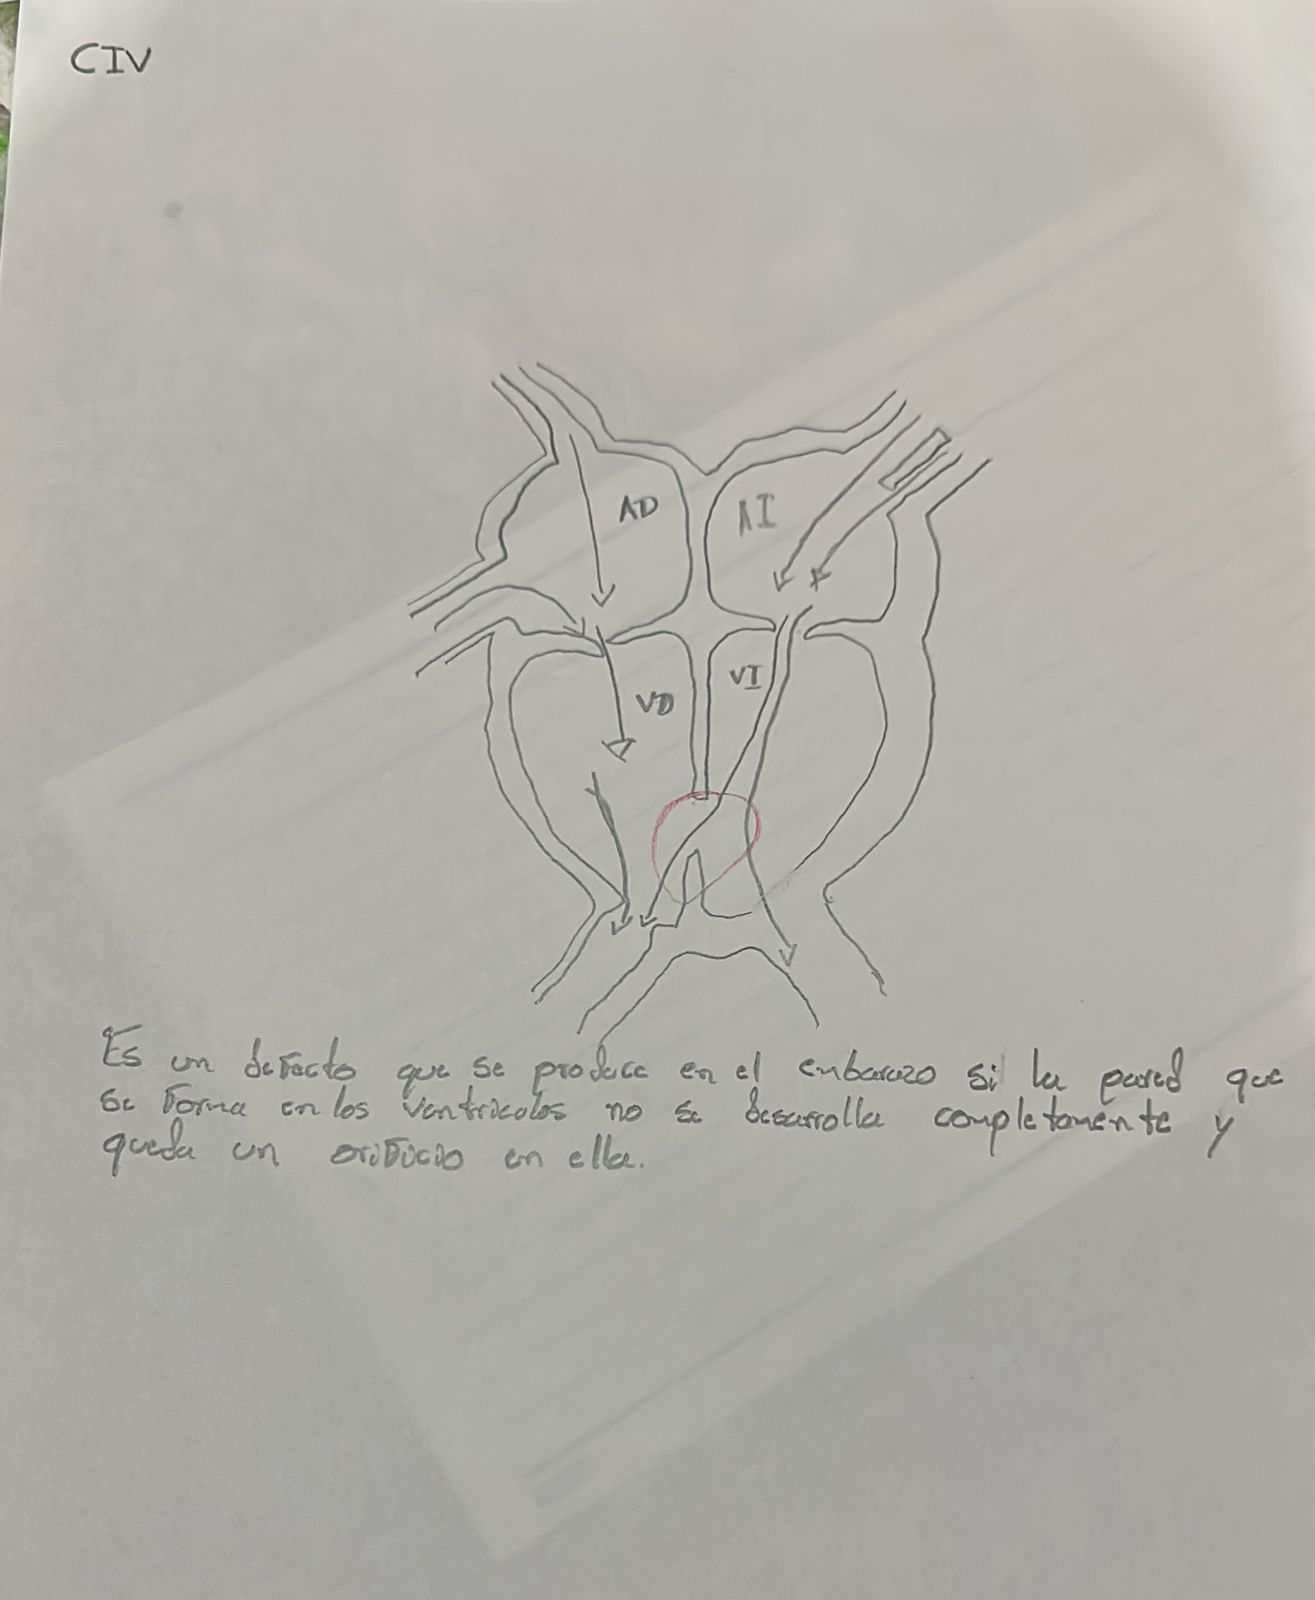 CIV
AD
AI
VD
VI
Es un defecto que se produce en el embarazo si la pared que
se forma en los ventriculos no se desarrolla completamente y
queda un orificio en ella.